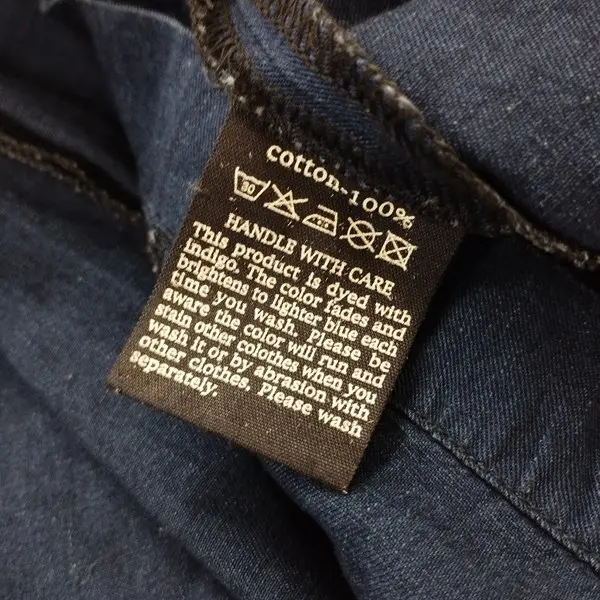 cotton-100%
30
HANDLE WITH CARE
This product is dyed with
indigo. The color fades and
brightens to lighter blue each
time you wash. Please be
aware the color will run and
stain other colothes when you
wash it or by abrasion with
other clothes. Please wash
separately.